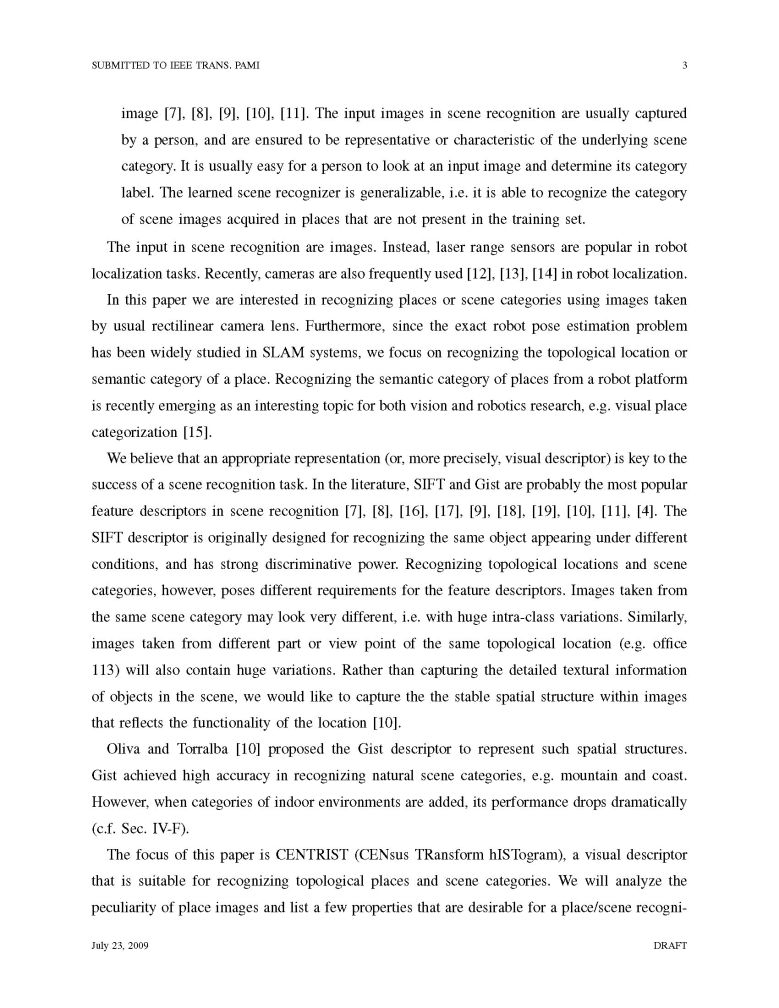 SUBMITTED TO IEEE TRANS. PAMI 3
image [7], [8], [9], [10], [11]. The input images in scene recognition are usually captured
by a person, and are ensured to be representative or characteristic of the underlying scene
category. It is usually easy for a person to look at an input image and determine its category
label. The learned scene recognizer is generalizable, i.e. it is able to recognize the category
of scene images acquired in places that are not present in the training set.
The input in scene recognition are images. Instead, laser range sensors are popular in robot
localization tasks. Recently, cameras are also frequently used [12], [13], [14] in robot localization.
In this paper we are interested in recognizing places or scene categories using images taken
by usual rectilinear camera lens. Furthermore, since the exact robot pose estimation problem
has been widely studied in SLAM systems, we focus on recognizing the topological location or
semantic category of a place. Recognizing the semantic category of places from a robot platform
is recently emerging as an interesting topic for both vision and robotics research, e.g. visual place
categorization [15].
We believe that an appropriate representation (or, more precisely, visual descriptor) is key to the
success of a scene recognition task. In the literature, SIFT and Gist are probably the most popular
feature descriptors in scene recognition [7], [8], [16], [17], [9], [18], [19], [10], [11], [4]. The
SIFT descriptor is originally designed for recognizing the same object appearing under different
conditions, and has strong discriminative power. Recognizing topological locations and scene
categories, however, poses different requirements for the feature descriptors. Images taken from
the same scene category may look very different, i.e. with huge intra-class variations. Similarly,
images taken from different part or view point of the same topological location (e.g. office
113) will also contain huge variations. Rather than capturing the detailed textural information
of objects in the scene, we would like to capture the the stable spatial structure within images
that reflects the functionality of the location [10].
Oliva and Torralba [10] proposed the Gist descriptor to represent such spatial structures.
Gist achieved high accuracy in recognizing natural scene categories, e.g. mountain and coast.
However, when categories of indoor environments are added, its performance drops dramatically
(c.f. Sec. IV-F).
The focus of this paper is CENTRIST (CENsus TRansform hISTogram), a visual descriptor
that is suitable for recognizing topological places and scene categories. We will analyze the
peculiarity of place images and list a few properties that are desirable for a place/scene recogni-
July 23, 2009 DRAFT